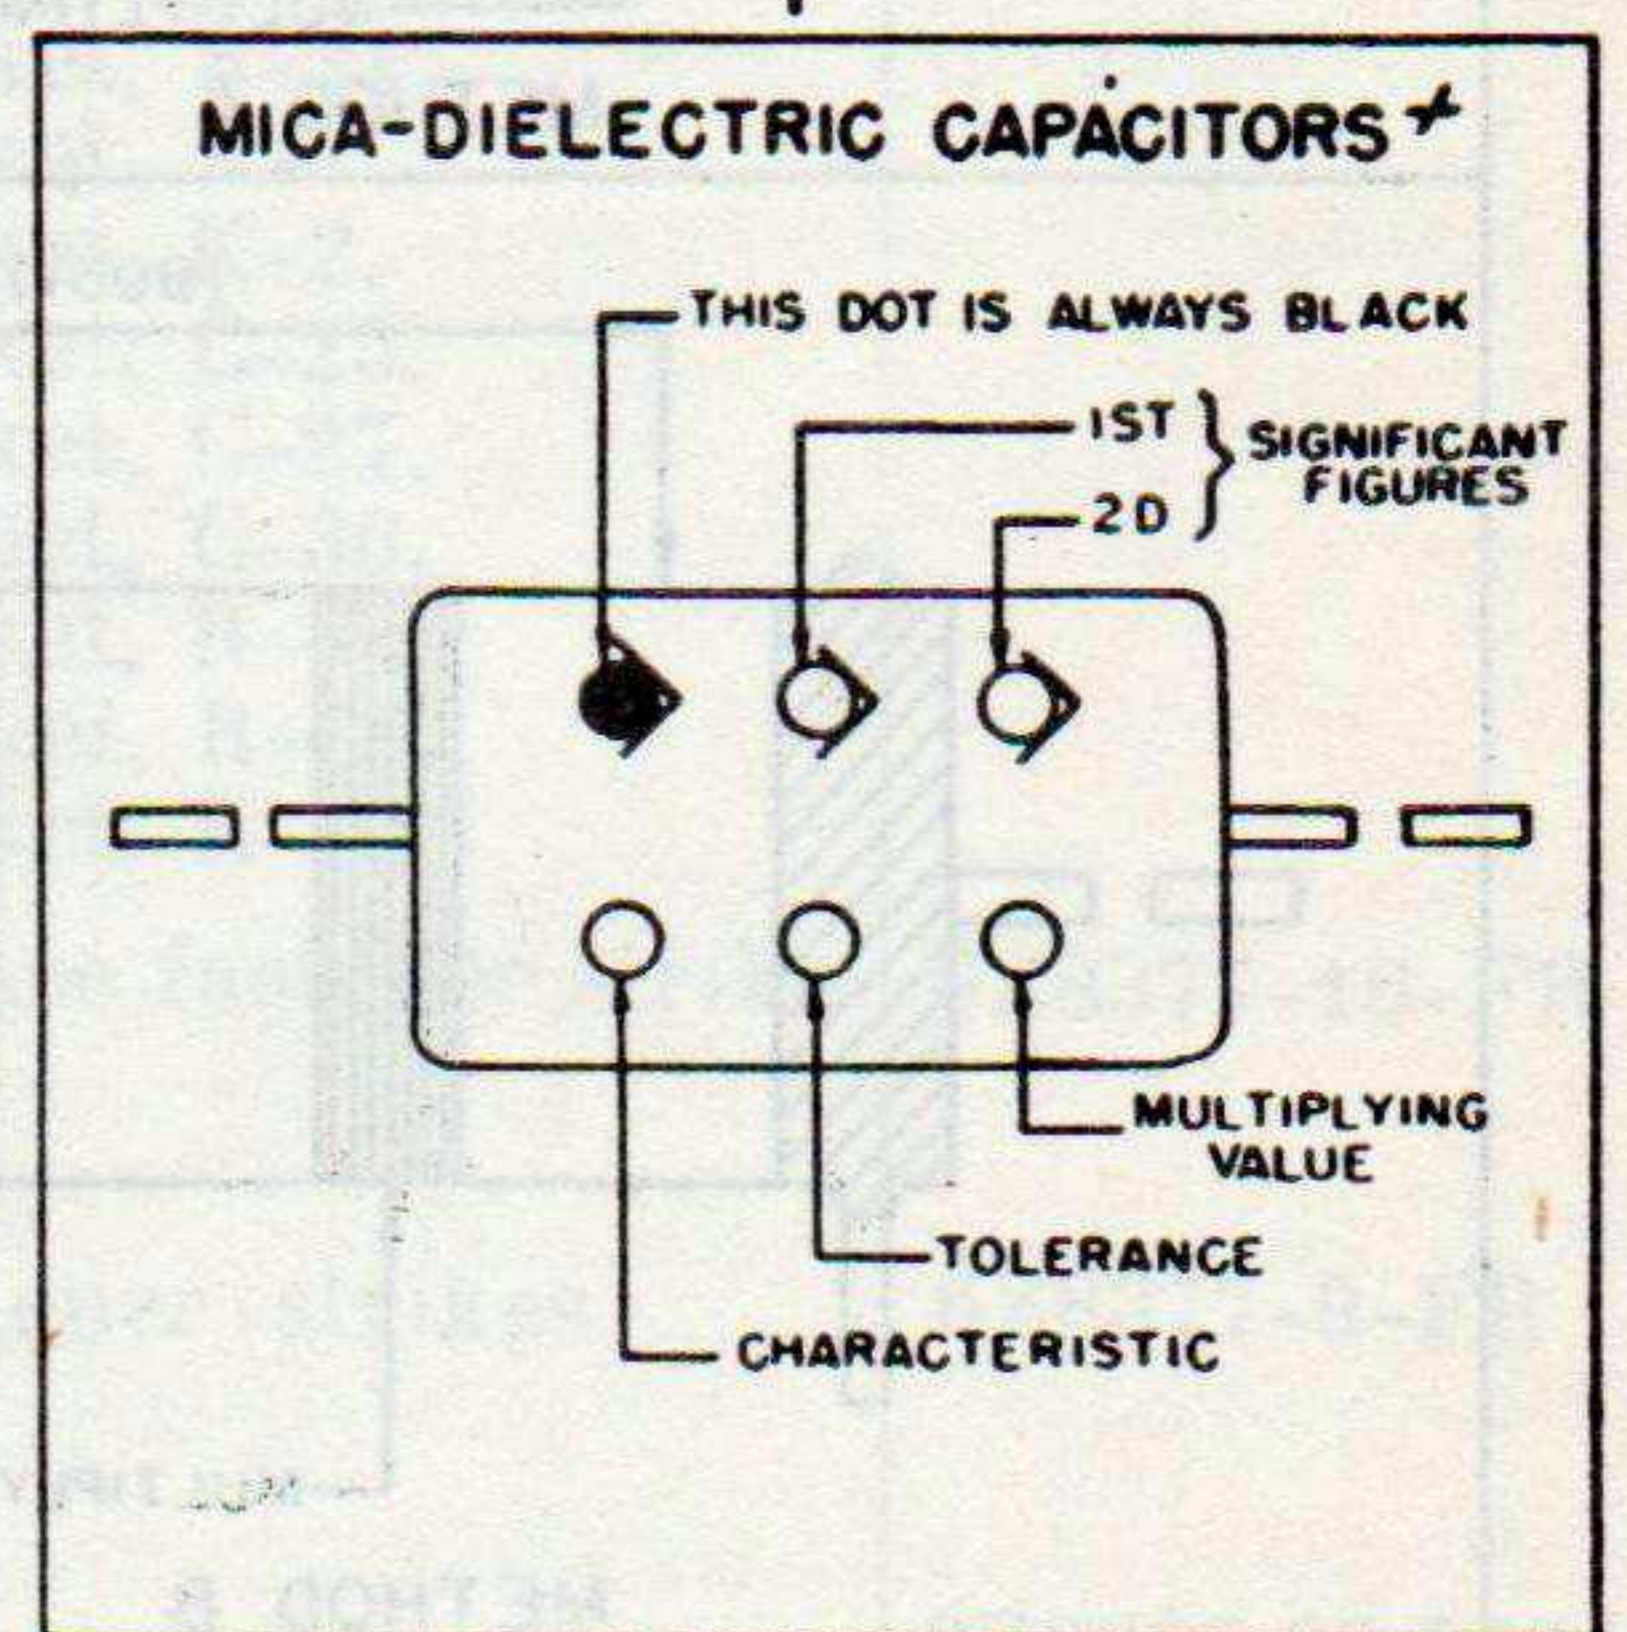 MICA-DIELECTRIC CAPACITORS+
THIS DOT IS ALWAYS BLACK
1ST
2D
SIGNIFICANT
FIGURES
MULTIPLYING
VALUE
TOLERANCE
CHARACTERISTIC